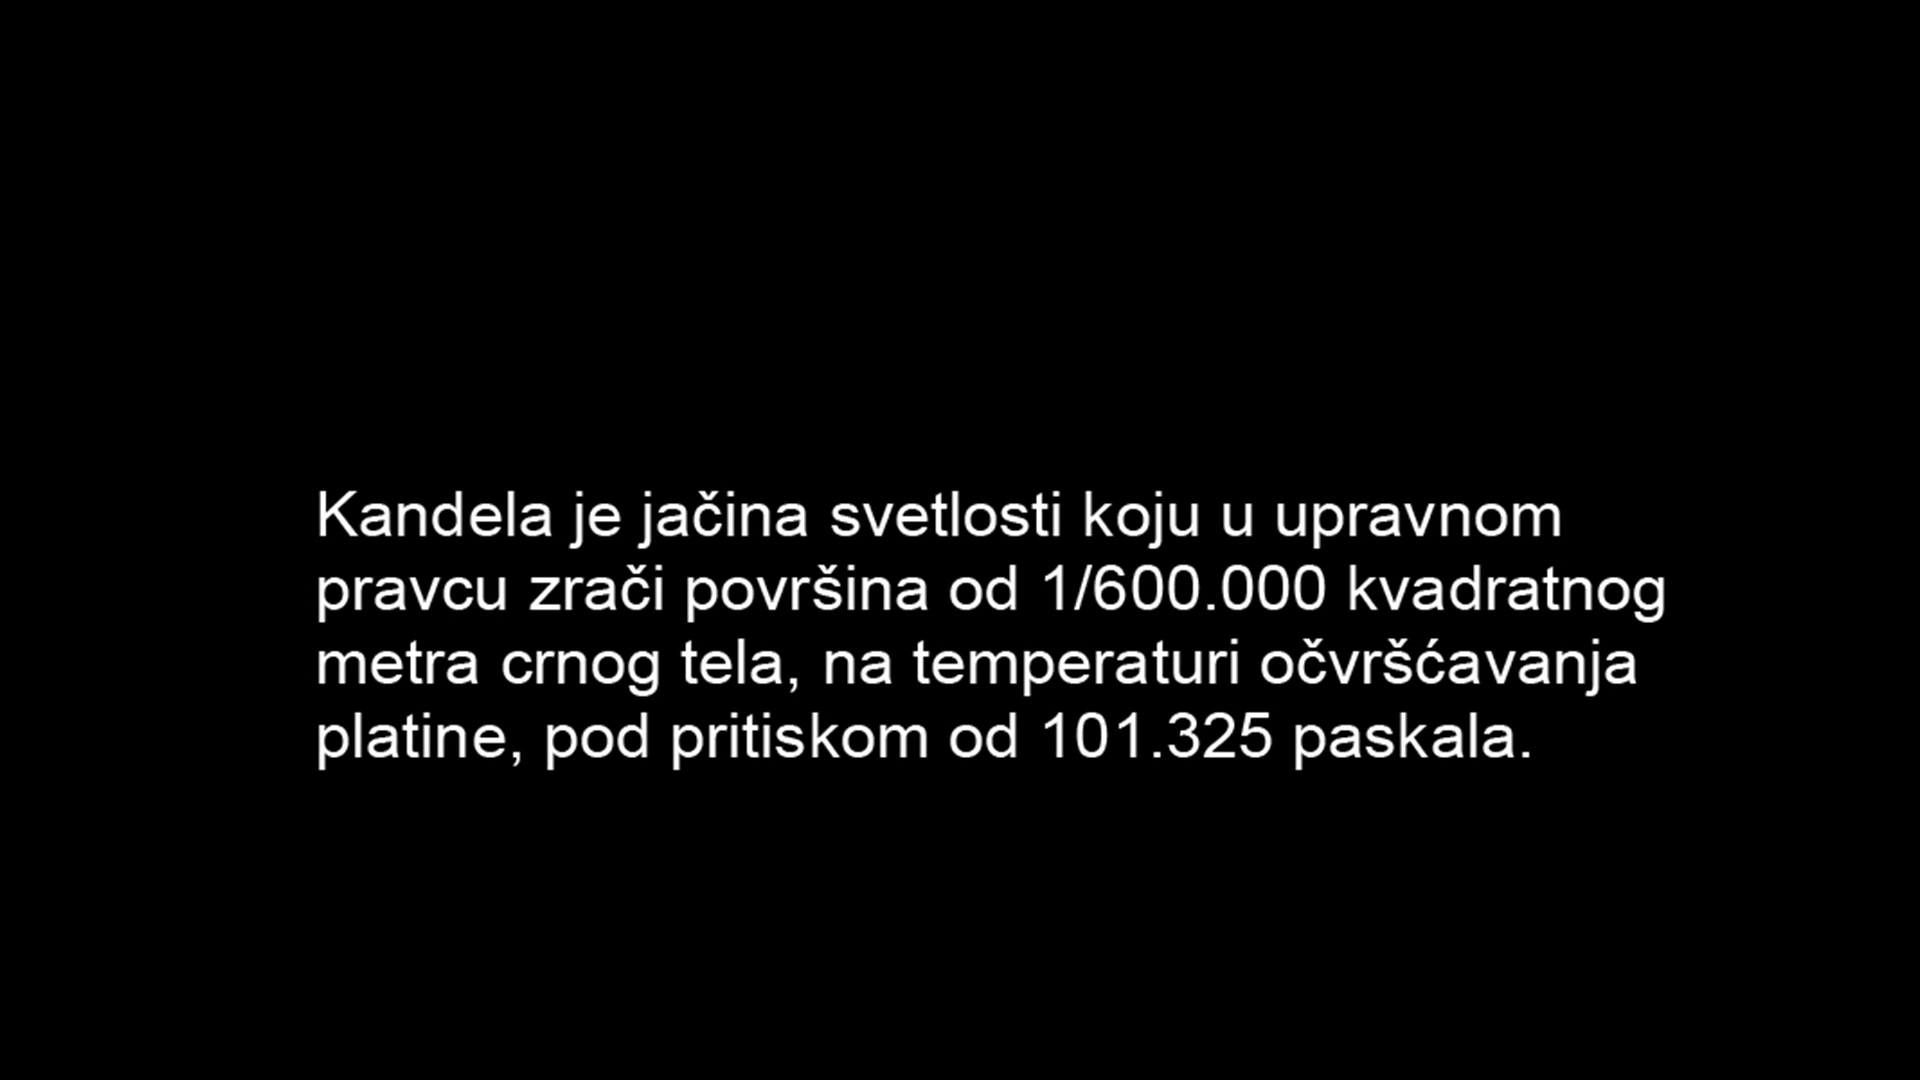 Kandela je jačina svetlosti koju u upravnom
pravcu zrači površina od 1/600.000 kvadratnog
metra crnog tela, na temperaturi očvršćavanja
platine, pod pritiskom od 101.325 paskala.